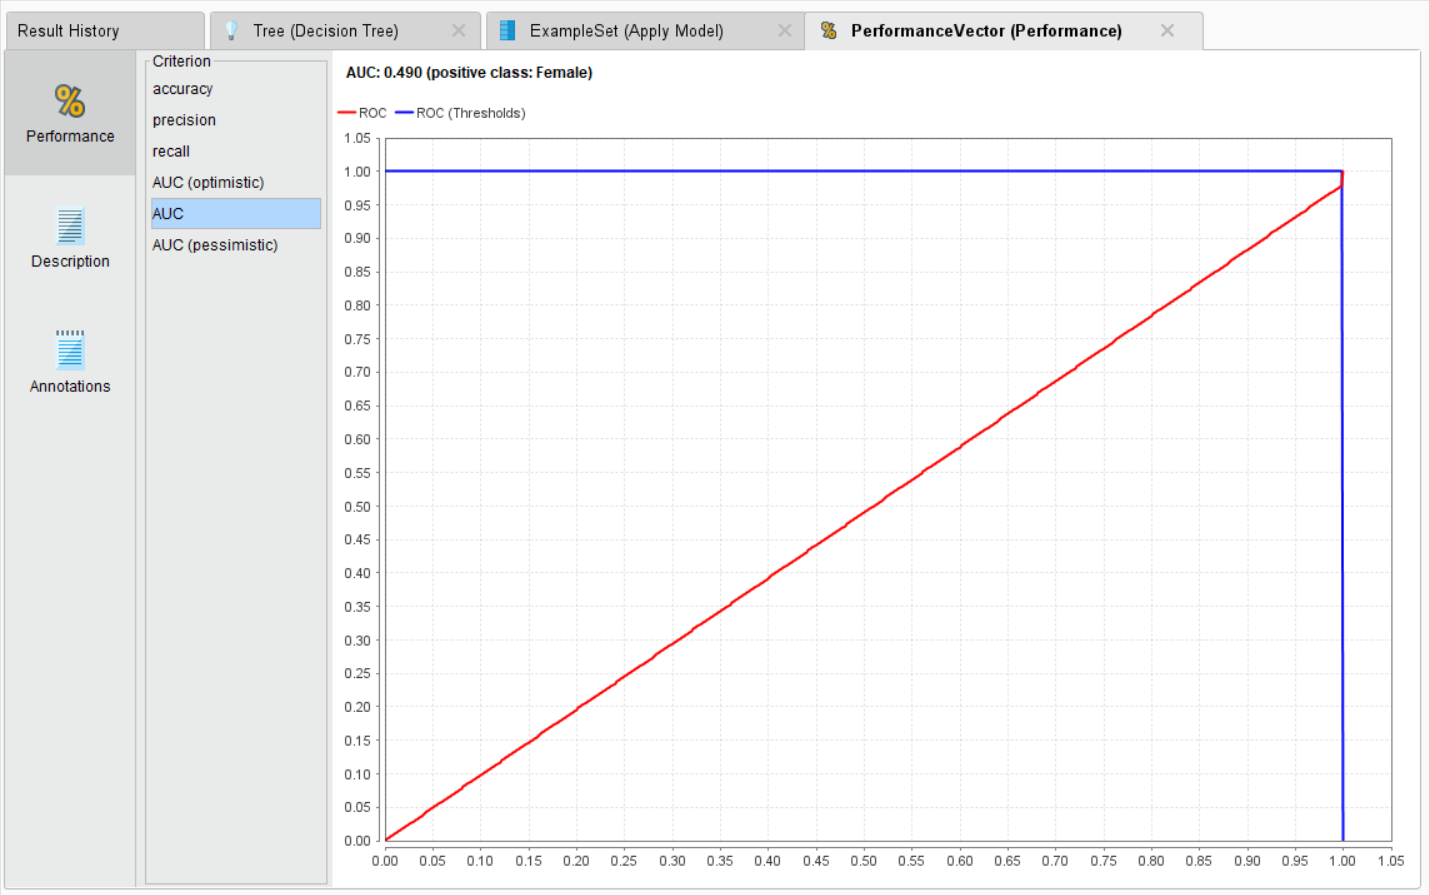 Result History
Tree (Decision Tree)
ExampleSet (Apply Model)
PerformanceVector (Performance)
Performance
Description
Annotations
Criterion
accuracy
precision
recall
AUC (optimistic)
AUC
AUC (pessimistic)
AUC: 0.490 (positive class: Female)
ROC ROC (Thresholds)
1.05
1.00
0.95
0.90
0.85
0.80
0.75
0.70
0.65
0.60
0.55
0.50
0.45
0.40
0.35
0.30
0.25
0.20
0.15
0.10
0.05
0.00
0.00 0.05 0.10 0.15 0.20 0.25 0.30 0.35 0.40 0.45 0.50 0.55 0.60 0.65 0.70 0.75 0.80 0.85 0.90 0.95 1.00 1.05